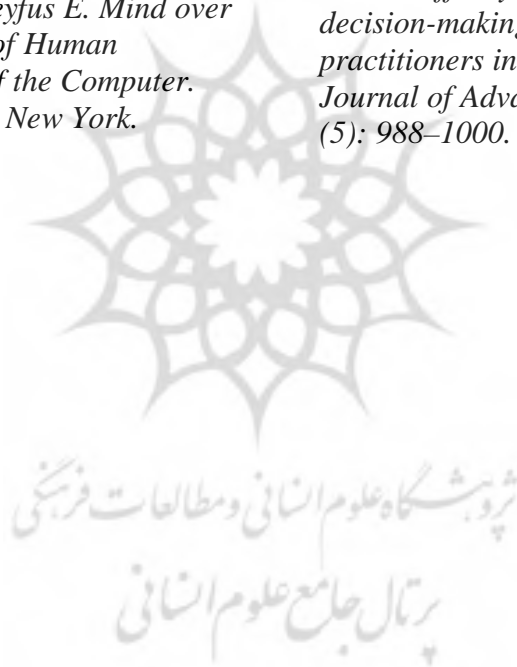 eyfus E. Mind over
of Human
f the Computer.
New York.
decision-making
practitioners in
Journal of Adva
(5): 988–1000.
پژوهشگاه علوم انسانی و مطالعات فرهنگی
پرتال جامع علوم انسانی